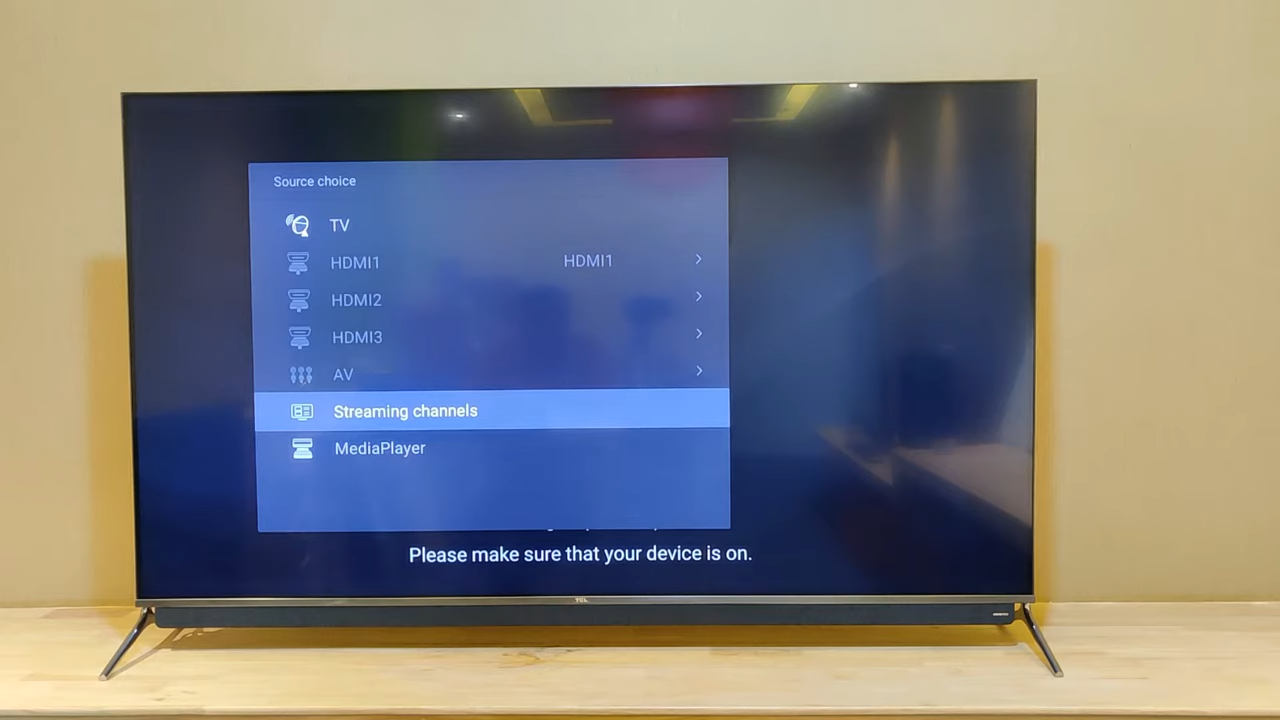 Source choice
TV
HDMI1 HDMI1
HDMI2
HDMI3
AV
Streaming channels
MediaPlayer
Please make sure that your device is on.
TCL